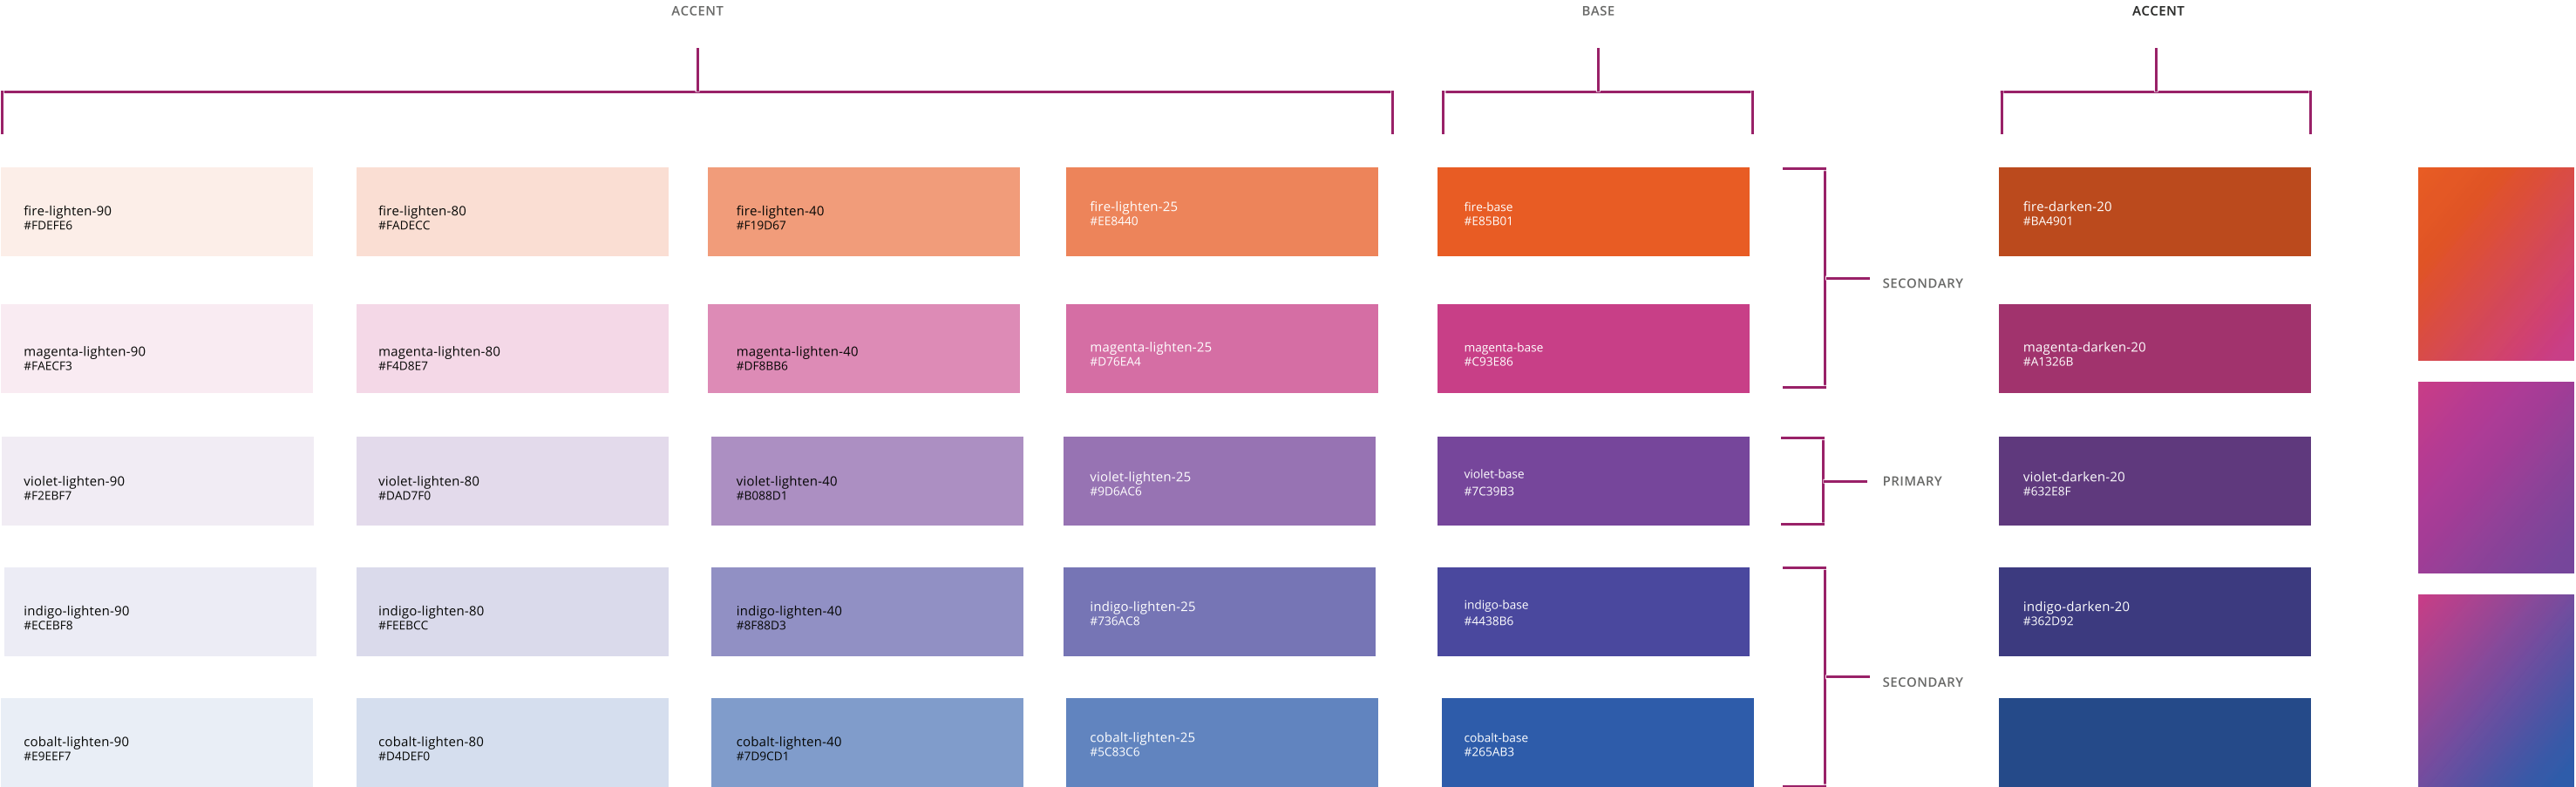 ACCENT
BASE
ACCENT
fire-lighten-90
#FDEFE6
fire-lighten-80
#FADECC
fire-lighten-40
#F19D67
fire-lighten-25
#EE8440
fire-base
#E85B01
fire-darken-20
#BA4901
SECONDARY
magenta-lighten-90
#FAECF3
magenta-lighten-80
#F4D8E7
magenta-lighten-40
#DF8BB6
magenta-lighten-25
#D76EA4
magenta-base
#C93E86
magenta-darken-20
#A1326B
violet-lighten-90
#F2EBF7
violet-lighten-80
#DAD7F0
violet-lighten-40
#B088D1
violet-lighten-25
#9D6AC6
violet-base
#7C39B3
PRIMARY
violet-darken-20
#632E8F
indigo-lighten-90
#ECEBF8
indigo-lighten-80
#FEEBCC
indigo-lighten-40
#8F88D3
indigo-lighten-25
#736AC8
indigo-base
#4438B6
indigo-darken-20
#362D92
SECONDARY
cobalt-lighten-90
#E9EEF7
cobalt-lighten-80
#D4DEF0
cobalt-lighten-40
#7D9CD1
cobalt-lighten-25
#5C83C6
cobalt-base
#265AB3